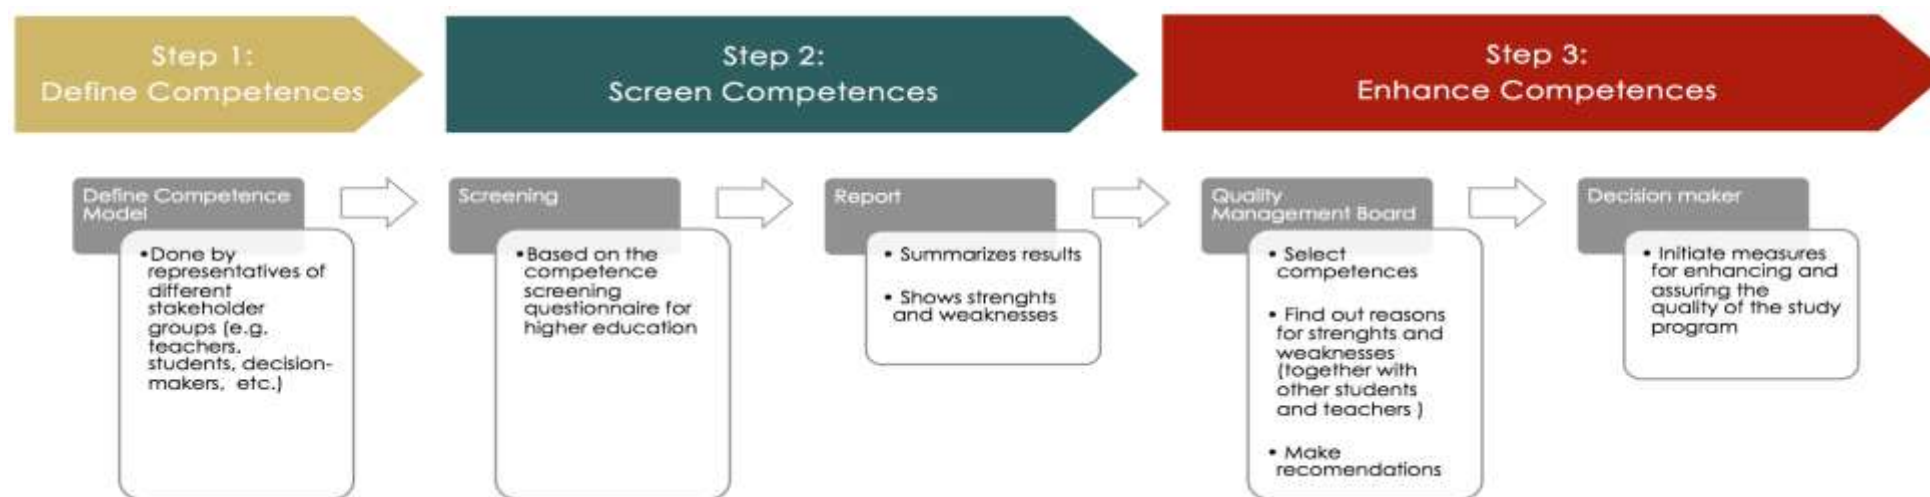 Step 1:
Define Competences
Step 2:
Screen Competences
Step 3:
Enhance Competences
Define Competence
Model
•Done by
representatives of
different
stakeholder
groups (e.g.
teachers,
students, decision-
makers, etc.)
Screening
•Based on the
competence
screening
questionnaire for
higher education
Report
• Summarizes results
• Shows strenghts
and weaknesses
Quality
Management Board
• Select
competences
• Find out reasons
for strenghts and
weaknesses
(together with
other students
and teachers )
• Make
recomendations
Decision maker
• Initiate measures
for enhancing and
assuring the
quality of the study
program